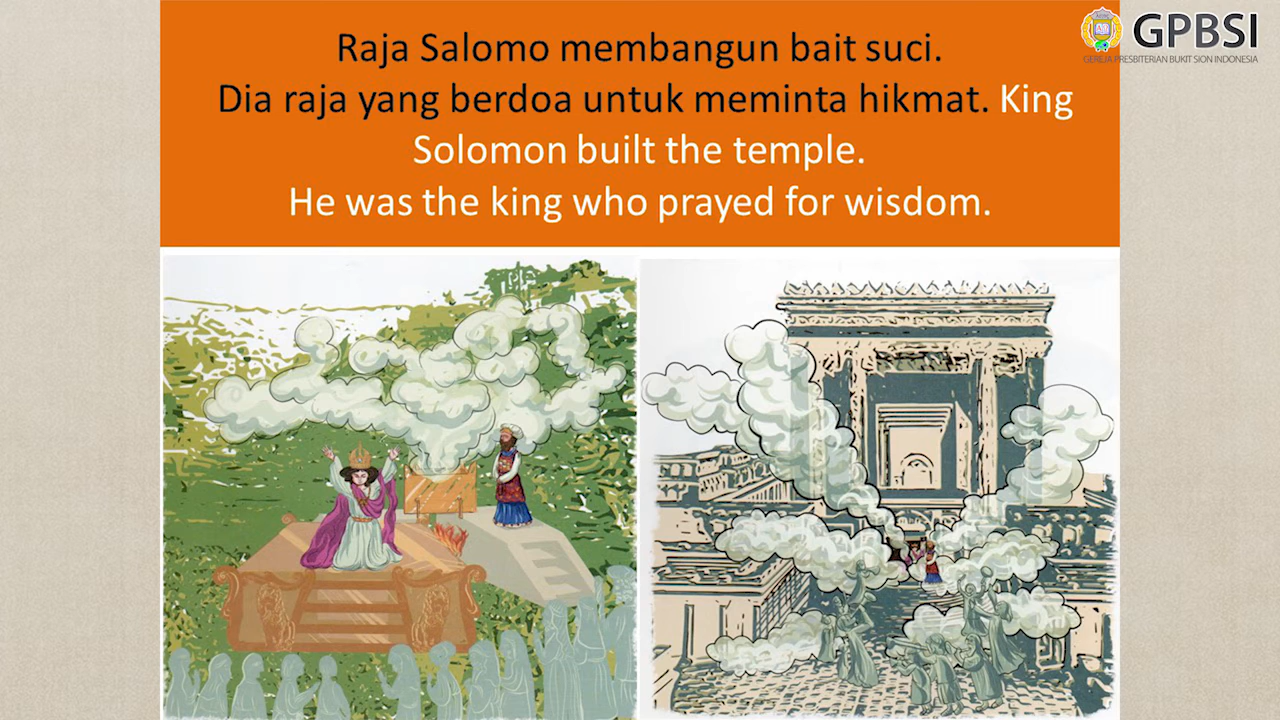 Raja Salomo membangun bait suci.
Dia raja yang berdoa untuk meminta hikmat. King
Solomon built the temple.
He was the king who prayed for wisdom.
GPBSI
GEREJA PRESBITERIAN BUKIT SION INDONESIA